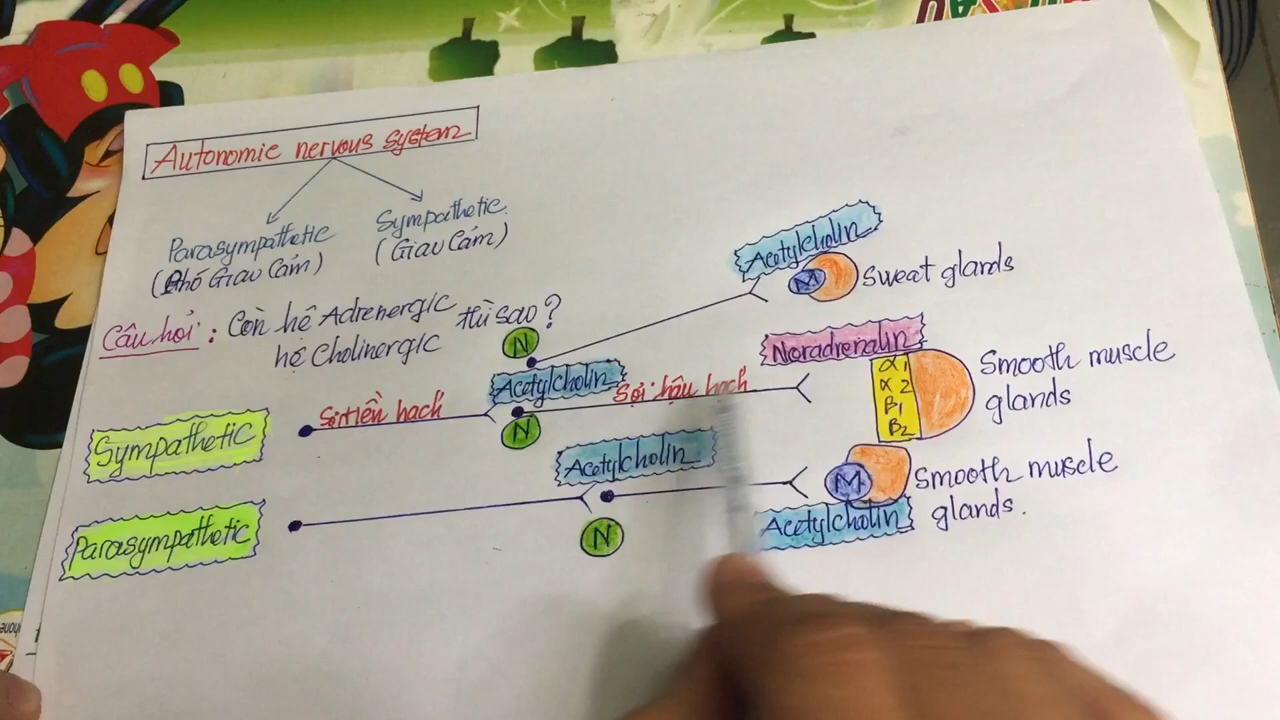 Autonomic nervous system
Parasympathetic
(Phó Giao Cảm)
Sympathetic
(Giao Cảm)
Câu hỏi : Còn hệ Adrenergic
hệ Cholinergic
thì sao?
Acetylcholin
M
Sweat glands
N
Noradrenalin
Acetylcholin
Sợi tiền hạch
Sợi hậu hạch
α1
α2
β1
β2
Smooth muscle
glands
Sympathetic
N
Acetylcholin
M
Smooth muscle
glands.
Parasympathetic
N
Acetylcholin